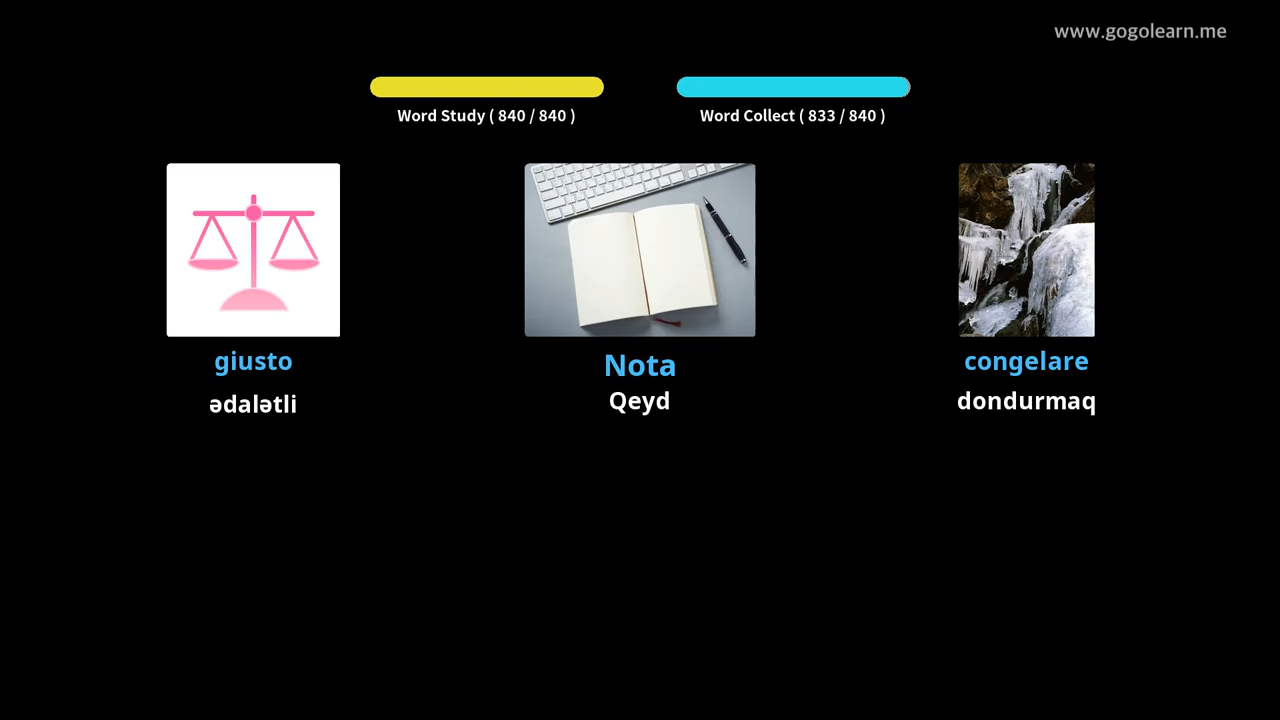 www.gogolearn.me
Word Study ( 840 / 840 )
Word Collect ( 833 / 840 )
giusto
ədalətli
Nota
Qeyd
congelare
dondurmaq